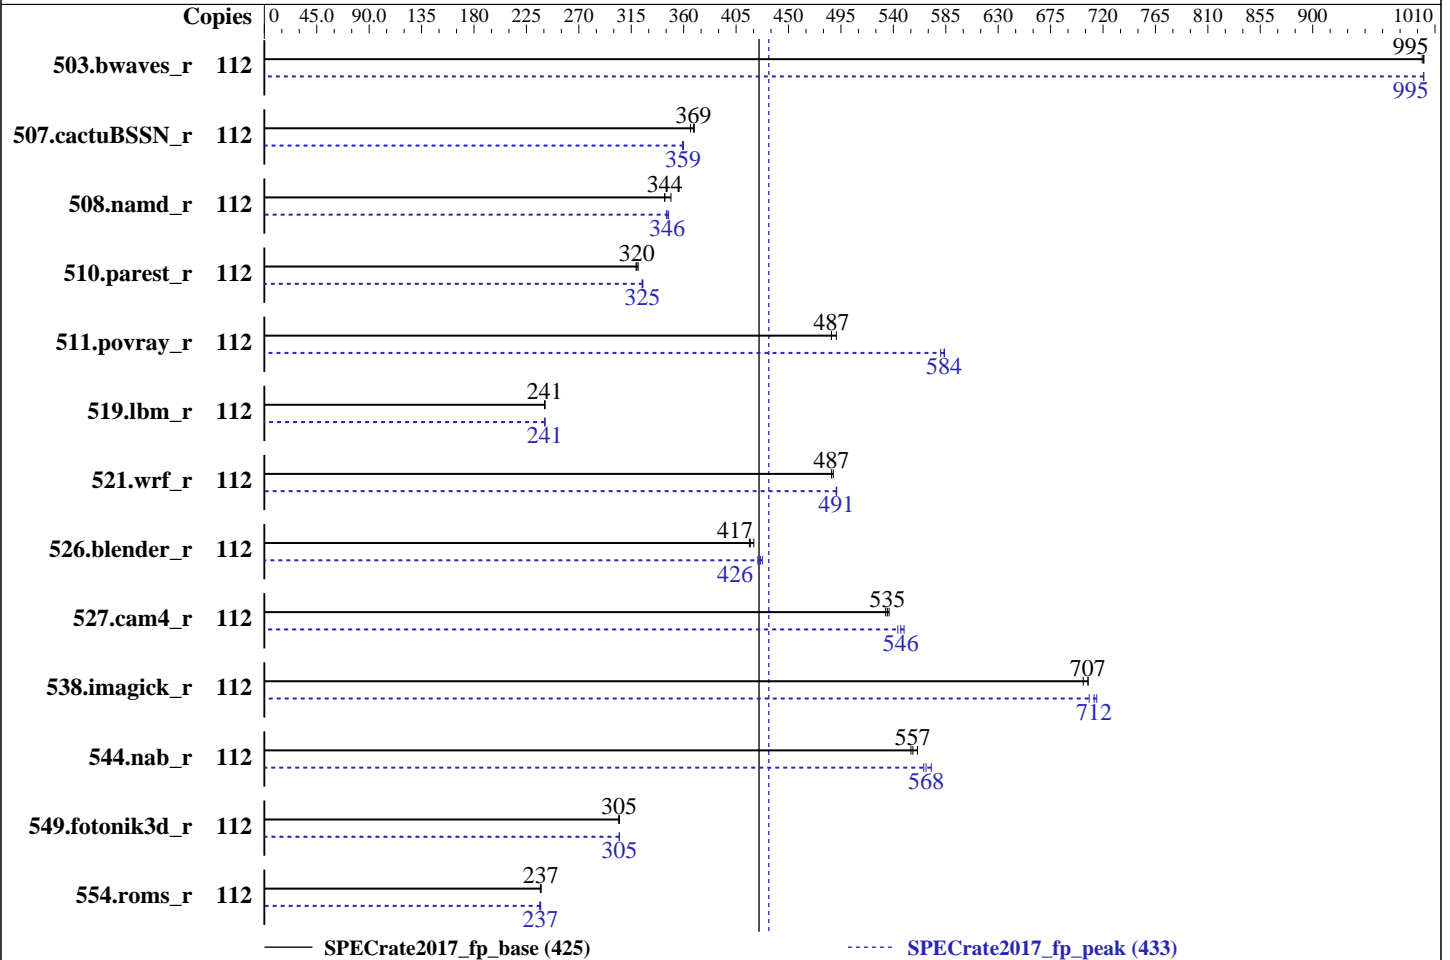 Copies 0 45.0 90.0 135 180 225 270 315 360 405 450 495 540 585 630 675 720 765 810 855 900 1010
503.bwaves_r 112 995
995
507.cactuBSSN_r 112 369
359
508.namd_r 112 344
346
510.parest_r 112 320
325
511.povray_r 112 487
584
519.lbm_r 112 241
241
521.wrf_r 112 487
491
526.blender_r 112 417
426
527.cam4_r 112 535
546
538.imagick_r 112 707
712
544.nab_r 112 557
568
549.fotonik3d_r 112 305
305
554.roms_r 112 237
237
SPECrate2017_fp_base (425) SPECrate2017_fp_peak (433)